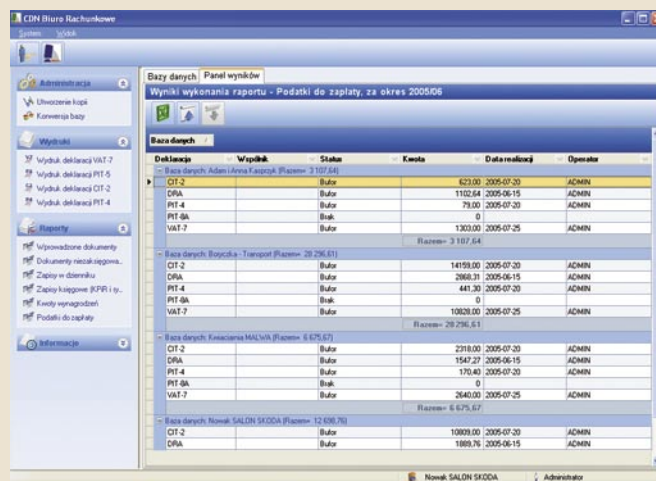 CDN Biuro Rachunkowe
System Widok
Administracja
Utworzenie kopii
Konwersja bazy
Wydruki
Wydruk deklaracji VAT-7
Wydruk deklaracji PIT-5
Wydruk deklaracji CIT-2
Wydruk deklaracji PIT-4
Raporty
Wprowadzone dokumenty
Dokumenty niezaksięgowa...
Zapisy w dzienniku
Zapisy księgowe (KPiR i ry...
Kwoty wynagrodzeń
Podatki do zapłaty
Informacje
Bazy danych Panel wyników
Wyniki wykonania raportu - Podatki do zapłaty, za okres 2005/06
Baza danych
Deklaracja Wspólnik Status Kwota Data realizacji Operator
Baza danych: Adam i Anna Kasprzyk (Razem= 3 107,64)
CIT-2 Bufor 623,00 2005-07-20 ADMIN
DRA Bufor 1102,64 2005-06-15 ADMIN
PIT-4 Bufor 79,00 2005-07-20 ADMIN
PIT-8A Brak 0 ADMIN
VAT-7 Bufor 1303,00 2005-07-25 ADMIN
Razem= 3 107,64
Baza danych: Boryczka - Transport (Razem= 28 296,61)
CIT-2 Bufor 14159,00 2005-07-20 ADMIN
DRA Bufor 2868,31 2005-06-15 ADMIN
PIT-4 Bufor 441,30 2005-07-20 ADMIN
PIT-8A Brak 0 ADMIN
VAT-7 Bufor 10828,00 2005-07-25 ADMIN
Razem= 28 296,61
Baza danych: Kwiaciarnia MALWA (Razem= 6 675,67)
CIT-2 Bufor 2318,00 2005-07-20 ADMIN
DRA Bufor 1547,27 2005-06-15 ADMIN
PIT-4 Bufor 170,40 2005-07-20 ADMIN
PIT-8A Brak 0 ADMIN
VAT-7 Bufor 2640,00 2005-07-25 ADMIN
Razem= 6 675,67
Baza danych: Nowak SALON SKODA (Razem= 12 698,76)
CIT-2 Bufor 10809,00 2005-07-20 ADMIN
DRA Bufor 1889,76 2005-06-15 ADMIN
Nowak SALON SKODA Administrator